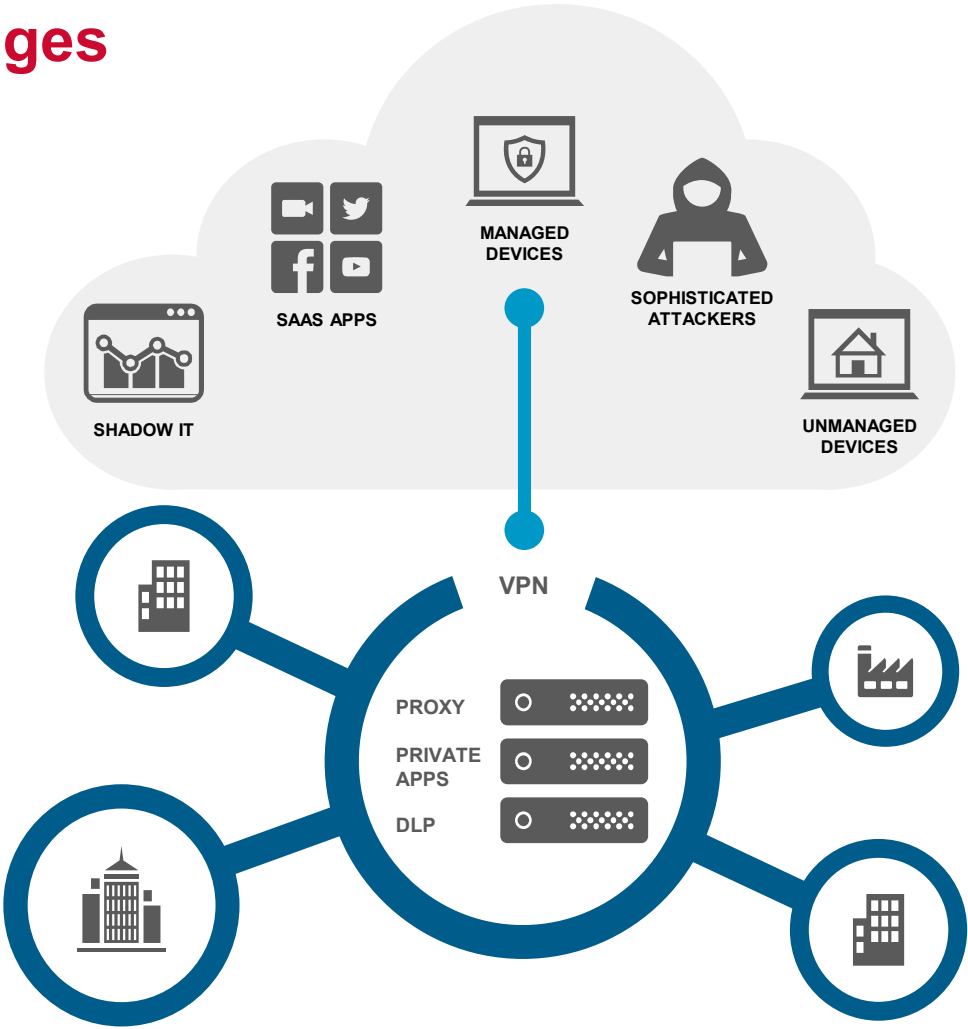 ges
MANAGED
DEVICES
SOPHISTICATED
ATTACKERS
SAAS APPS
SHADOW IT
UNMANAGED
DEVICES
VPN
PROXY
PRIVATE
APPS
DLP